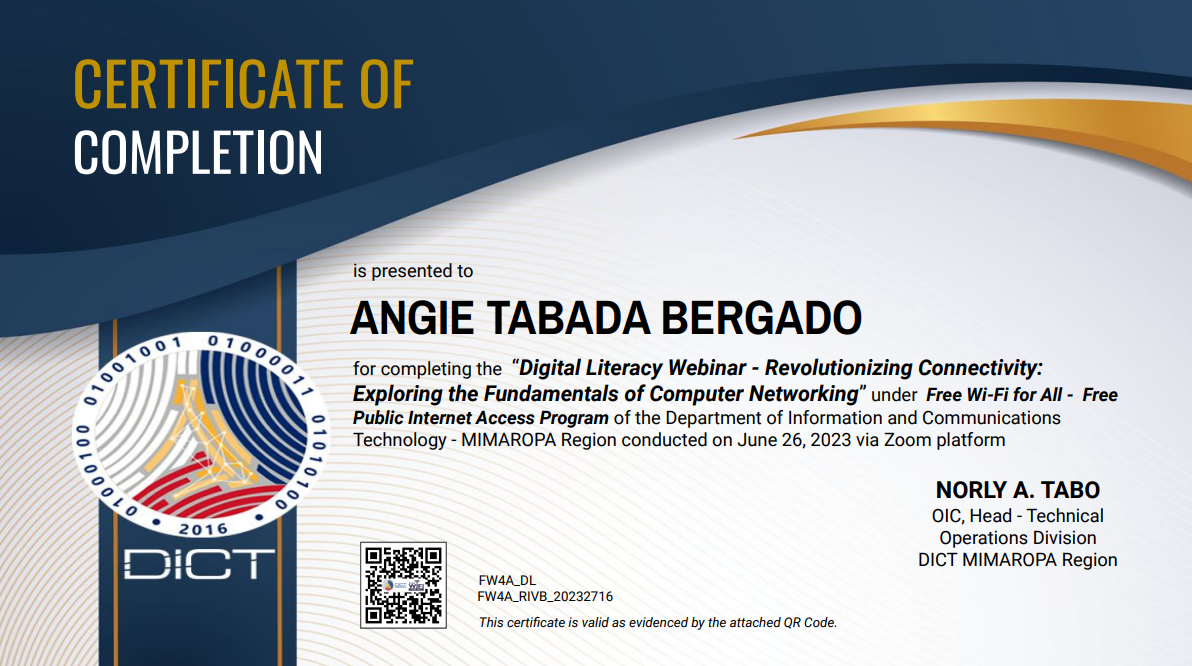 CERTIFICATE OF
COMPLETION
is presented to
ANGIE TABADA BERGADO
for completing the "Digital Literacy Webinar - Revolutionizing Connectivity:
Exploring the Fundamentals of Computer Networking" under Free Wi-Fi for All - Free
Public Internet Access Program of the Department of Information and Communications
Technology - MIMAROPA Region conducted on June 26, 2023 via Zoom platform
01001001 01000011 01010100 01000100
• 2016 •
DICT
NORLY A. TABO
OIC, Head - Technical
Operations Division
DICT MIMAROPA Region
FW4A_DL
FW4A_RIVB_20232716
This certificate is valid as evidenced by the attached QR Code.